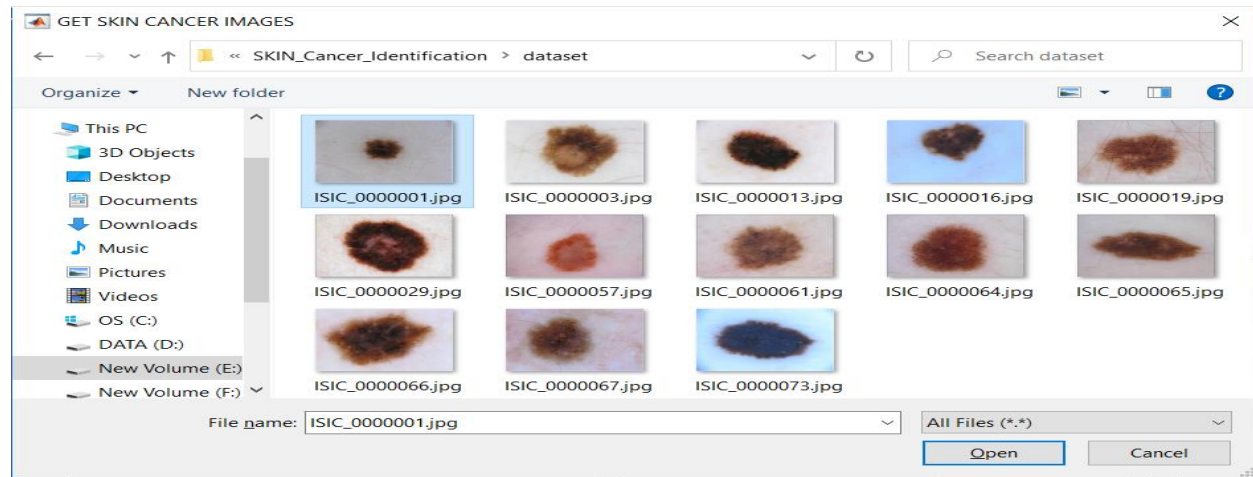 GET SKIN CANCER IMAGES
« SKIN_Cancer_Identification > dataset
Search dataset
Organize
New folder
This PC
3D Objects
Desktop
Documents
Downloads
Music
Pictures
Videos
OS (C:)
DATA (D:)
New Volume (E:)
New Volume (F:)
ISIC_0000001.jpg
ISIC_0000003.jpg
ISIC_0000013.jpg
ISIC_0000016.jpg
ISIC_0000019.jpg
ISIC_0000029.jpg
ISIC_0000057.jpg
ISIC_0000061.jpg
ISIC_0000064.jpg
ISIC_0000065.jpg
ISIC_0000066.jpg
ISIC_0000067.jpg
ISIC_0000073.jpg
File name: ISIC_0000001.jpg
All Files (*.*)
Open
Cancel